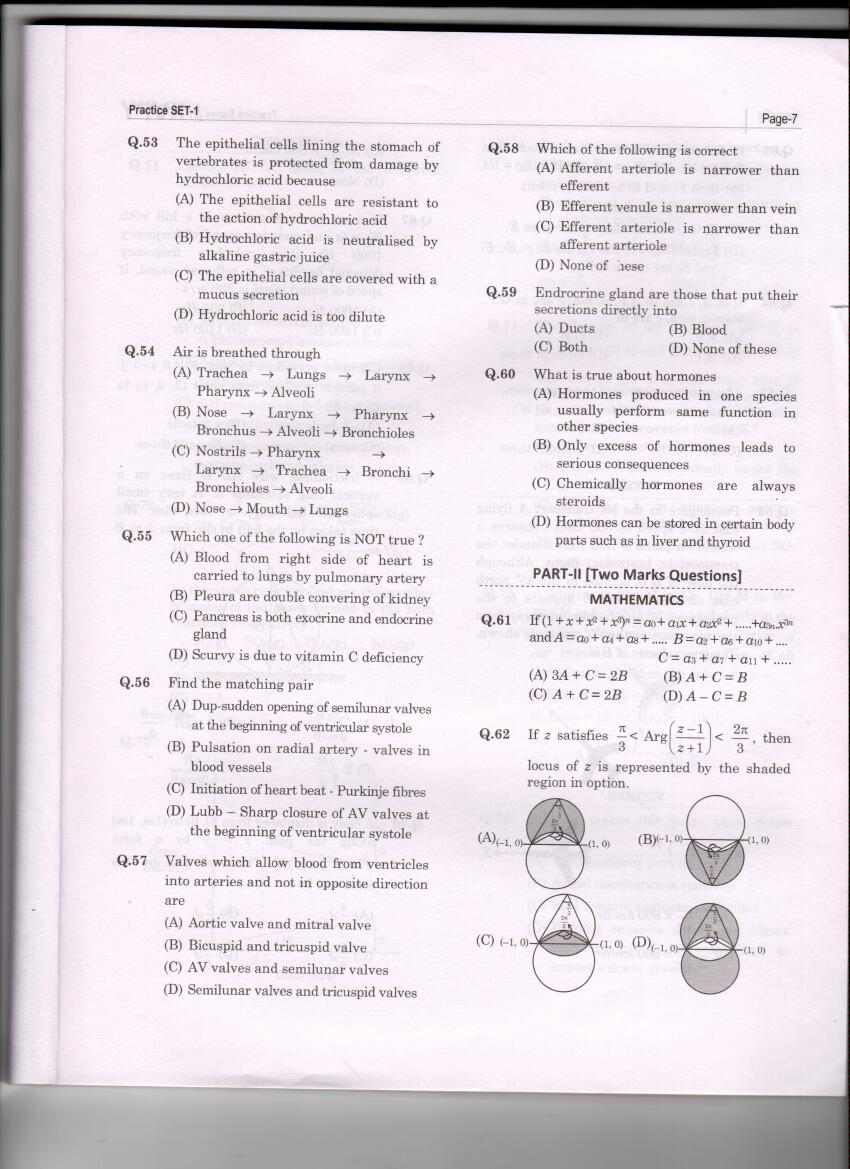 Practice SET-1
Page-7
Q.53 The epithelial cells lining the stomach of
vertebrates is protected from damage by
hydrochloric acid because
(A) The epithelial cells are resistant to
the action of hydrochloric acid
(B) Hydrochloric acid is neutralised by
alkaline gastric juice
(C) The epithelial cells are covered with a
mucus secretion
(D) Hydrochloric acid is too dilute
Q.54 Air is breathed through
(A) Trachea → Lungs → Larynx →
Pharynx → Alveoli
(B) Nose → Larynx → Pharynx →
Bronchus → Alveoli → Bronchioles
(C) Nostrils → Pharynx →
Larynx → Trachea → Bronchi →
Bronchioles → Alveoli
(D) Nose → Mouth → Lungs
Q.55 Which one of the following is NOT true ?
(A) Blood from right side of heart is
carried to lungs by pulmonary artery
(B) Pleura are double convering of kidney
(C) Pancreas is both exocrine and endocrine
gland
(D) Scurvy is due to vitamin C deficiency
Q.56 Find the matching pair
(A) Dup-sudden opening of semilunar valves
at the beginning of ventricular systole
(B) Pulsation on radial artery - valves in
blood vessels
(C) Initiation of heart beat - Purkinje fibres
(D) Lubb – Sharp closure of AV valves at
the beginning of ventricular systole
Q.57 Valves which allow blood from ventricles
into arteries and not in opposite direction
are
(A) Aortic valve and mitral valve
(B) Bicuspid and tricuspid valve
(C) AV valves and semilunar valves
(D) Semilunar valves and tricuspid valves
Q.58 Which of the following is correct
(A) Afferent arteriole is narrower than
efferent
(B) Efferent venule is narrower than vein
(C) Efferent arteriole is narrower than
afferent arteriole
(D) None of hese
Q.59 Endrocrine gland are those that put their
secretions directly into
(A) Ducts (B) Blood
(C) Both (D) None of these
Q.60 What is true about hormones
(A) Hormones produced in one species
usually perform same function in
other species
(B) Only excess of hormones leads to
serious consequences
(C) Chemically hormones are always
steroids
(D) Hormones can be stored in certain body
parts such as in liver and thyroid
PART-II [Two Marks Questions]
MATHEMATICS
Q.61 If (1 + x + x² + x³)ⁿ = a₀ + a₁x + a₂x² + .....+a₃ₙ.x³ⁿ
and A = a₀ + a₄ + a₈ + ..... B = a₂ + a₆ + a₁₀ + ....
C = a₃ + a₇ + a₁₁ + .....
(A) 3A + C = 2B (B) A + C = B
(C) A + C = 2B (D) A – C = B
Q.62 If z satisfies π/3 < Arg((z−1)/(z+1)) < 2π/3, then
locus of z is represented by the shaded
region in option.
(A) (–1, 0) (1, 0) (B) (–1, 0) (1, 0)
(C) (–1, 0) (1, 0) (D) (–1, 0) (1, 0)